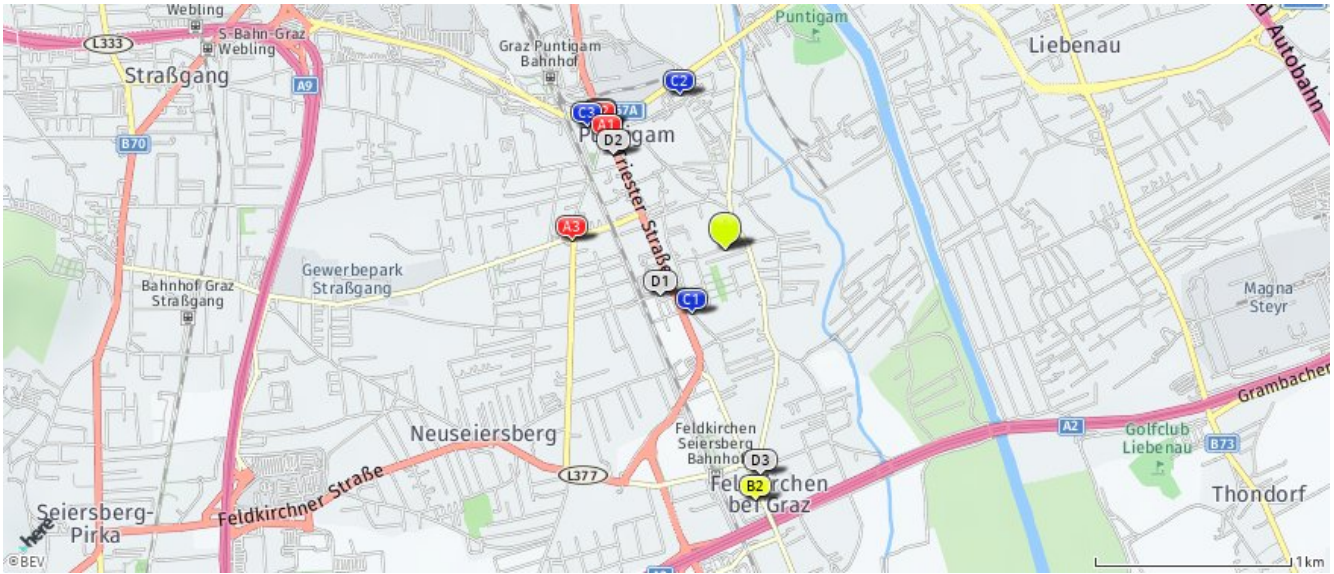 Webling
L333
S-Bahn-Graz
Webling
Straßgang
A9
B70
Graz Puntigam
Bahnhof
Puntigam
Liebenau
Autobahn
C2
C3
67A
A1
D2
Triester Straße
A3
Gewerbepark
Straßgang
Bahnhof Graz
Straßgang
D1
C1
Magna
Steyr
Neuseiersberg
Feldkirchen
Seiersberg
Bahnhof
D3
B2
Feldkirchen
bei Graz
L377
Feldkirchner Straße
Seiersberg-
Pirka
A2
Grambacher
B73
Golfclub
Liebenau
Thondorf
here
©BEV
1km